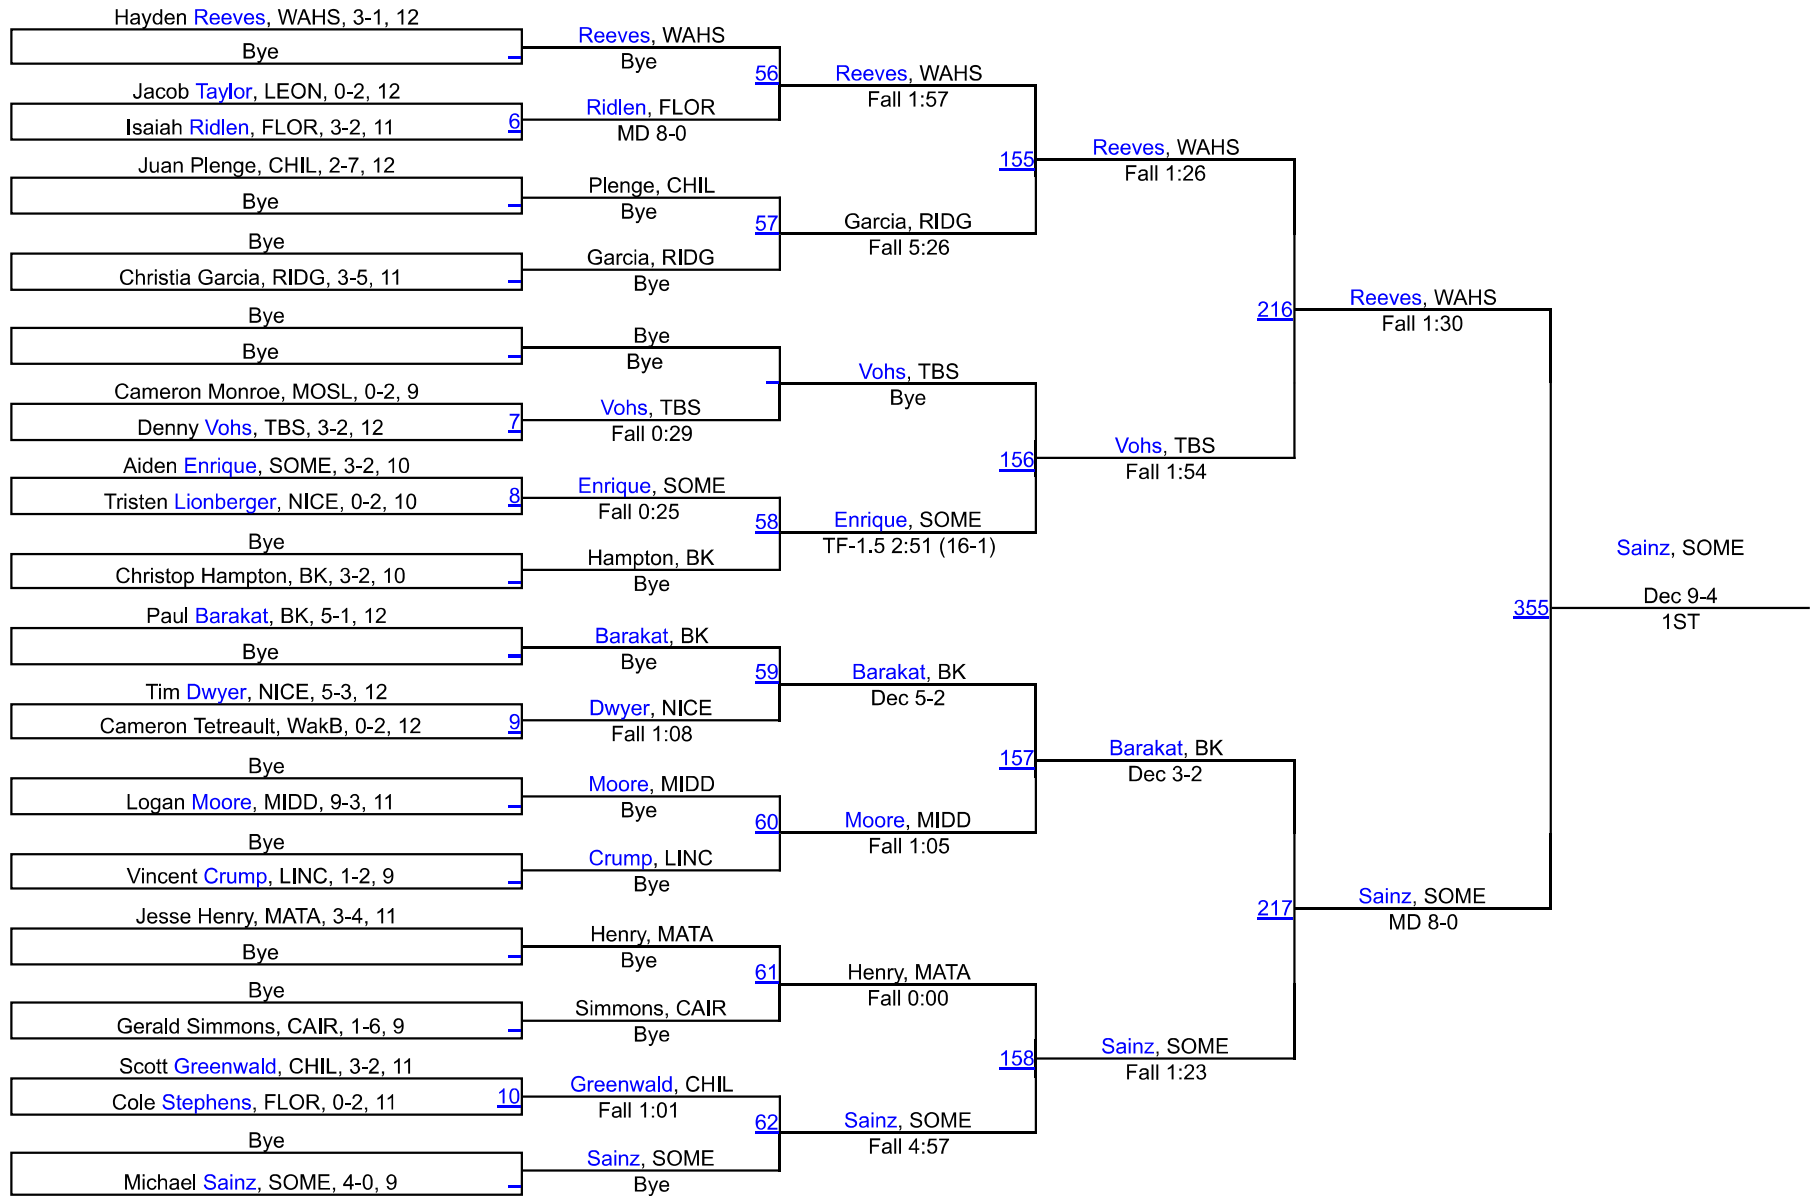 Hayden Reeves, WAHS, 3-1, 12
Bye
Jacob Taylor, LEON, 0-2, 12
Isaiah Ridlen, FLOR, 3-2, 11
6
Juan Plenge, CHIL, 2-7, 12
Bye
Bye
Christia Garcia, RIDG, 3-5, 11
Bye
Bye
Cameron Monroe, MOSL, 0-2, 9
Denny Vohs, TBS, 3-2, 12
7
Aiden Enrique, SOME, 3-2, 10
Tristen Lionberger, NICE, 0-2, 10
8
Bye
Christop Hampton, BK, 3-2, 10
Paul Barakat, BK, 5-1, 12
Bye
Tim Dwyer, NICE, 5-3, 12
Cameron Tetreault, WakB, 0-2, 12
9
Bye
Logan Moore, MIDD, 9-3, 11
Bye
Vincent Crump, LINC, 1-2, 9
Jesse Henry, MATA, 3-4, 11
Bye
Bye
Gerald Simmons, CAIR, 1-6, 9
Scott Greenwald, CHIL, 3-2, 11
Cole Stephens, FLOR, 0-2, 11
10
Bye
Michael Sainz, SOME, 4-0, 9
Reeves, WAHS
Bye
56
Ridlen, FLOR
MD 8-0
Plenge, CHIL
Bye
57
Garcia, RIDG
Bye
Bye
Bye
Vohs, TBS
Fall 0:29
Enrique, SOME
Fall 0:25
58
Hampton, BK
Bye
Barakat, BK
Bye
59
Dwyer, NICE
Fall 1:08
Moore, MIDD
Bye
60
Crump, LINC
Bye
Henry, MATA
Bye
61
Simmons, CAIR
Bye
Greenwald, CHIL
Fall 1:01
62
Sainz, SOME
Bye
Reeves, WAHS
Fall 1:57
155
Garcia, RIDG
Fall 5:26
Vohs, TBS
Bye
156
Enrique, SOME
TF-1.5 2:51 (16-1)
Barakat, BK
Dec 5-2
157
Moore, MIDD
Fall 1:05
Henry, MATA
Fall 0:00
158
Sainz, SOME
Fall 4:57
Reeves, WAHS
Fall 1:26
216
Vohs, TBS
Fall 1:54
Barakat, BK
Dec 3-2
217
Sainz, SOME
Fall 1:23
Reeves, WAHS
Fall 1:30
355
Sainz, SOME
MD 8-0
Sainz, SOME
Dec 9-4
1ST